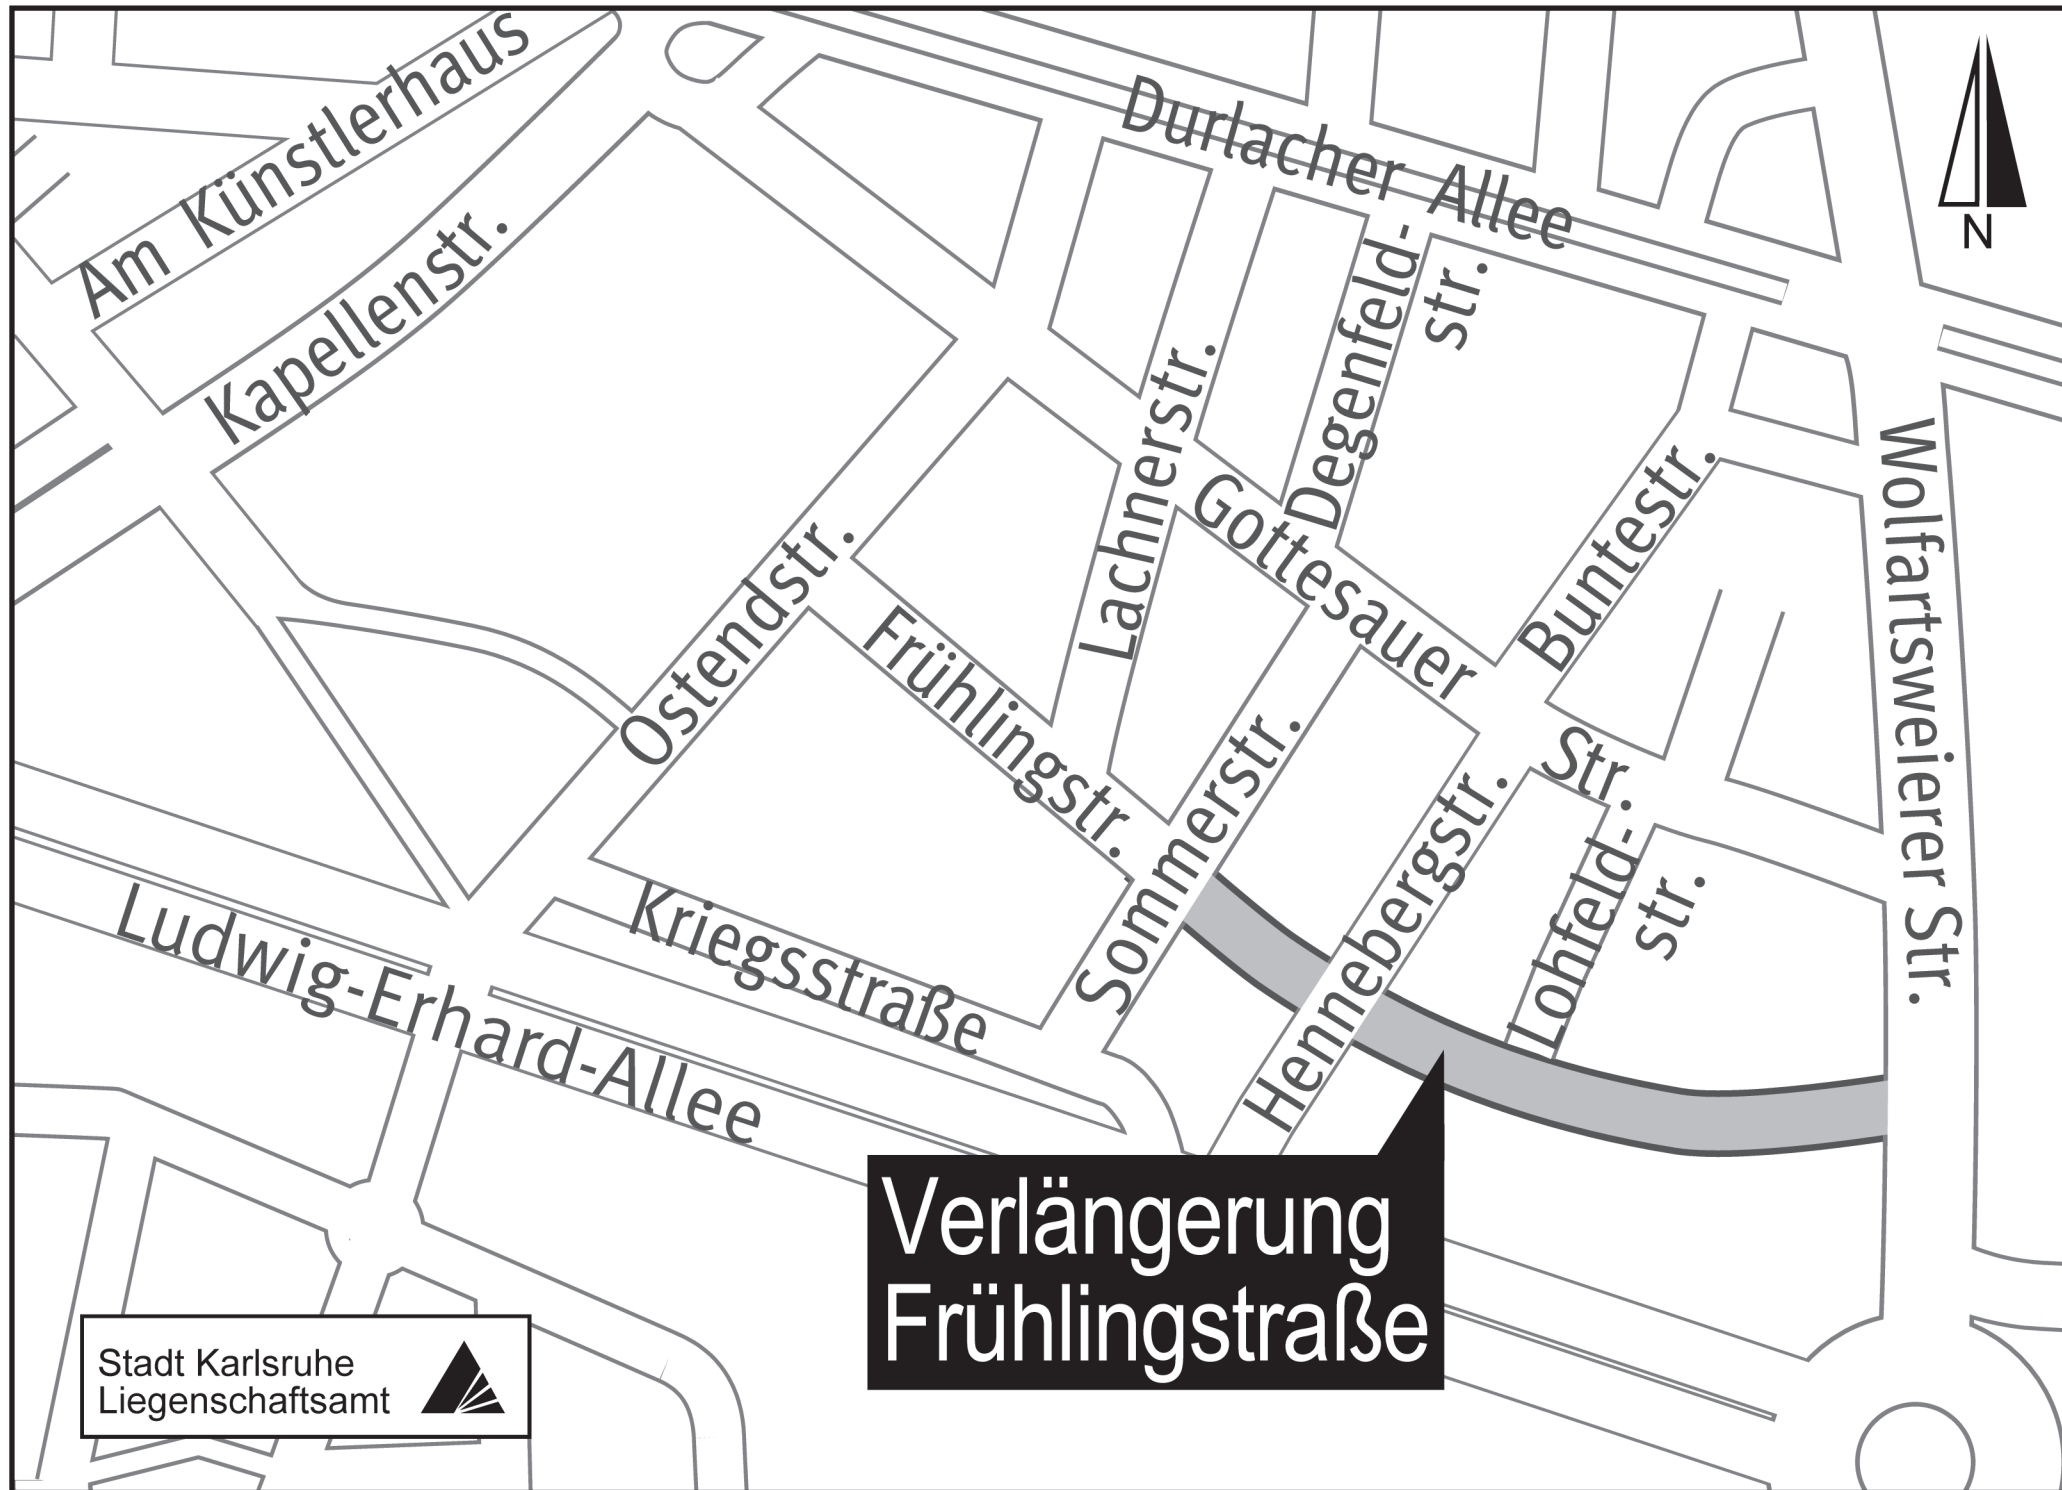 Am Künstlerhaus
Kapellenstr.
Durlacher Allee
N
Degenfeld-
str.
Lachnerstr.
Gottesauer
Str.
Buntestr.
Wolfartsweierer Str.
Ostendstr.
Frühlingstr.
Sommerstr.
Hennebergstr.
Lohfeld-
str.
Kriegsstraße
Ludwig-Erhard-Allee
Verlängerung
Frühlingstraße
Stadt Karlsruhe
Liegenschaftsamt